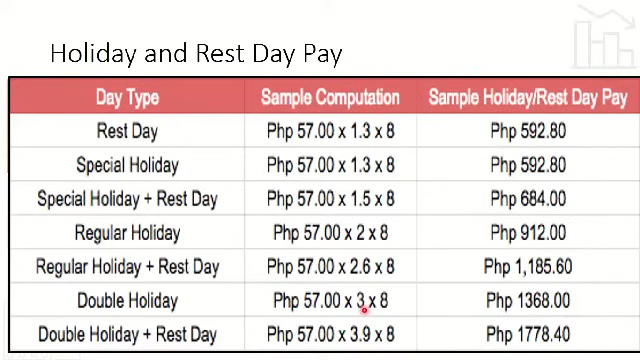 Holiday and Rest Day Pay
Day Type Sample Computation Sample Holiday/Rest Day Pay
Rest Day Php 57.00 x 1.3 x 8 Php 592.80
Special Holiday Php 57.00 x 1.3 x 8 Php 592.80
Special Holiday + Rest Day Php 57.00 x 1.5 x 8 Php 684.00
Regular Holiday Php 57.00 x 2 x 8 Php 912.00
Regular Holiday + Rest Day Php 57.00 x 2.6 x 8 Php 1,185.60
Double Holiday Php 57.00 x 3 x 8 Php 1368.00
Double Holiday + Rest Day Php 57.00 x 3.9 x 8 Php 1778.40